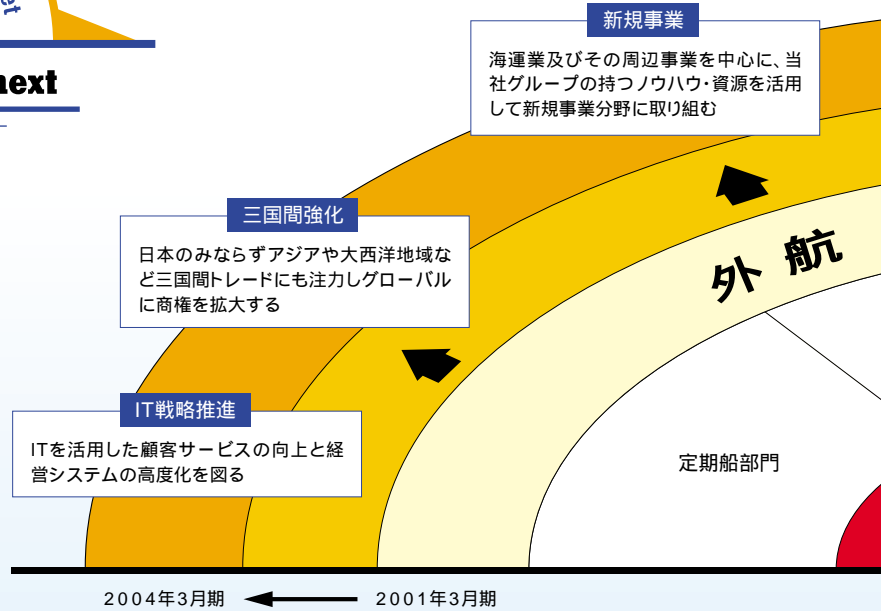 新規事業
海運業及びその周辺事業を中心に、当
社グループの持つノウハウ・資源を活用
して新規事業分野に取り組む
三国間強化
日本のみならずアジアや大西洋地域な
ど三国間トレードにも注力しグローバル
に商権を拡大する
外航
IT戦略推進
ITを活用した顧客サービスの向上と経
営システムの高度化を図る
定期船部門
2004年3月期 2001年3月期